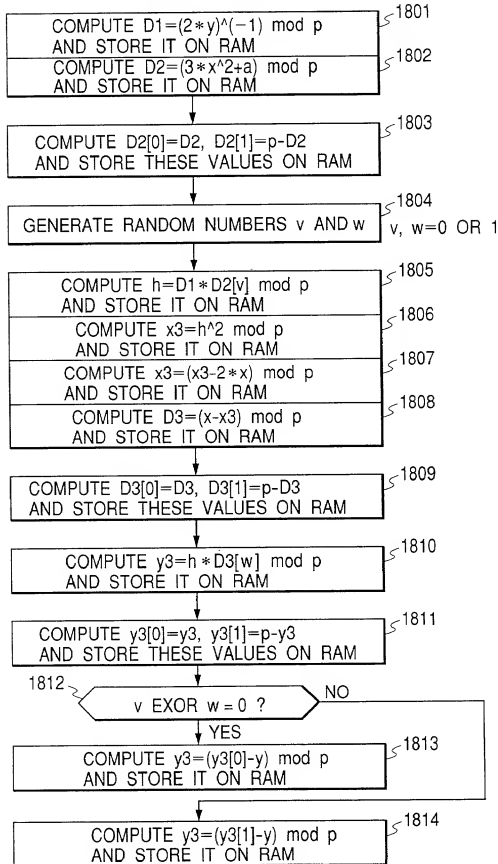 COMPUTE D1=(2*y)^(-1) mod p
AND STORE IT ON RAM
1801
COMPUTE D2=(3*x^2+a) mod p
AND STORE IT ON RAM
1802
COMPUTE D2[0]=D2, D2[1]=p-D2
AND STORE THESE VALUES ON RAM
1803
GENERATE RANDOM NUMBERS v AND w
1804
v, w=0 OR 1
COMPUTE h=D1*D2[v] mod p
AND STORE IT ON RAM
1805
COMPUTE x3=h^2 mod p
AND STORE IT ON RAM
1806
COMPUTE x3=(x3-2*x) mod p
AND STORE IT ON RAM
1807
COMPUTE D3=(x-x3) mod p
AND STORE IT ON RAM
1808
COMPUTE D3[0]=D3, D3[1]=p-D3
AND STORE THESE VALUES ON RAM
1809
COMPUTE y3=h*D3[w] mod p
AND STORE IT ON RAM
1810
COMPUTE y3[0]=y3, y3[1]=p-y3
AND STORE THESE VALUES ON RAM
1811
1812
v EXOR w=0 ?
NO
YES
COMPUTE y3=(y3[0]-y) mod p
AND STORE IT ON RAM
1813
COMPUTE y3=(y3[1]-y) mod p
AND STORE IT ON RAM
1814